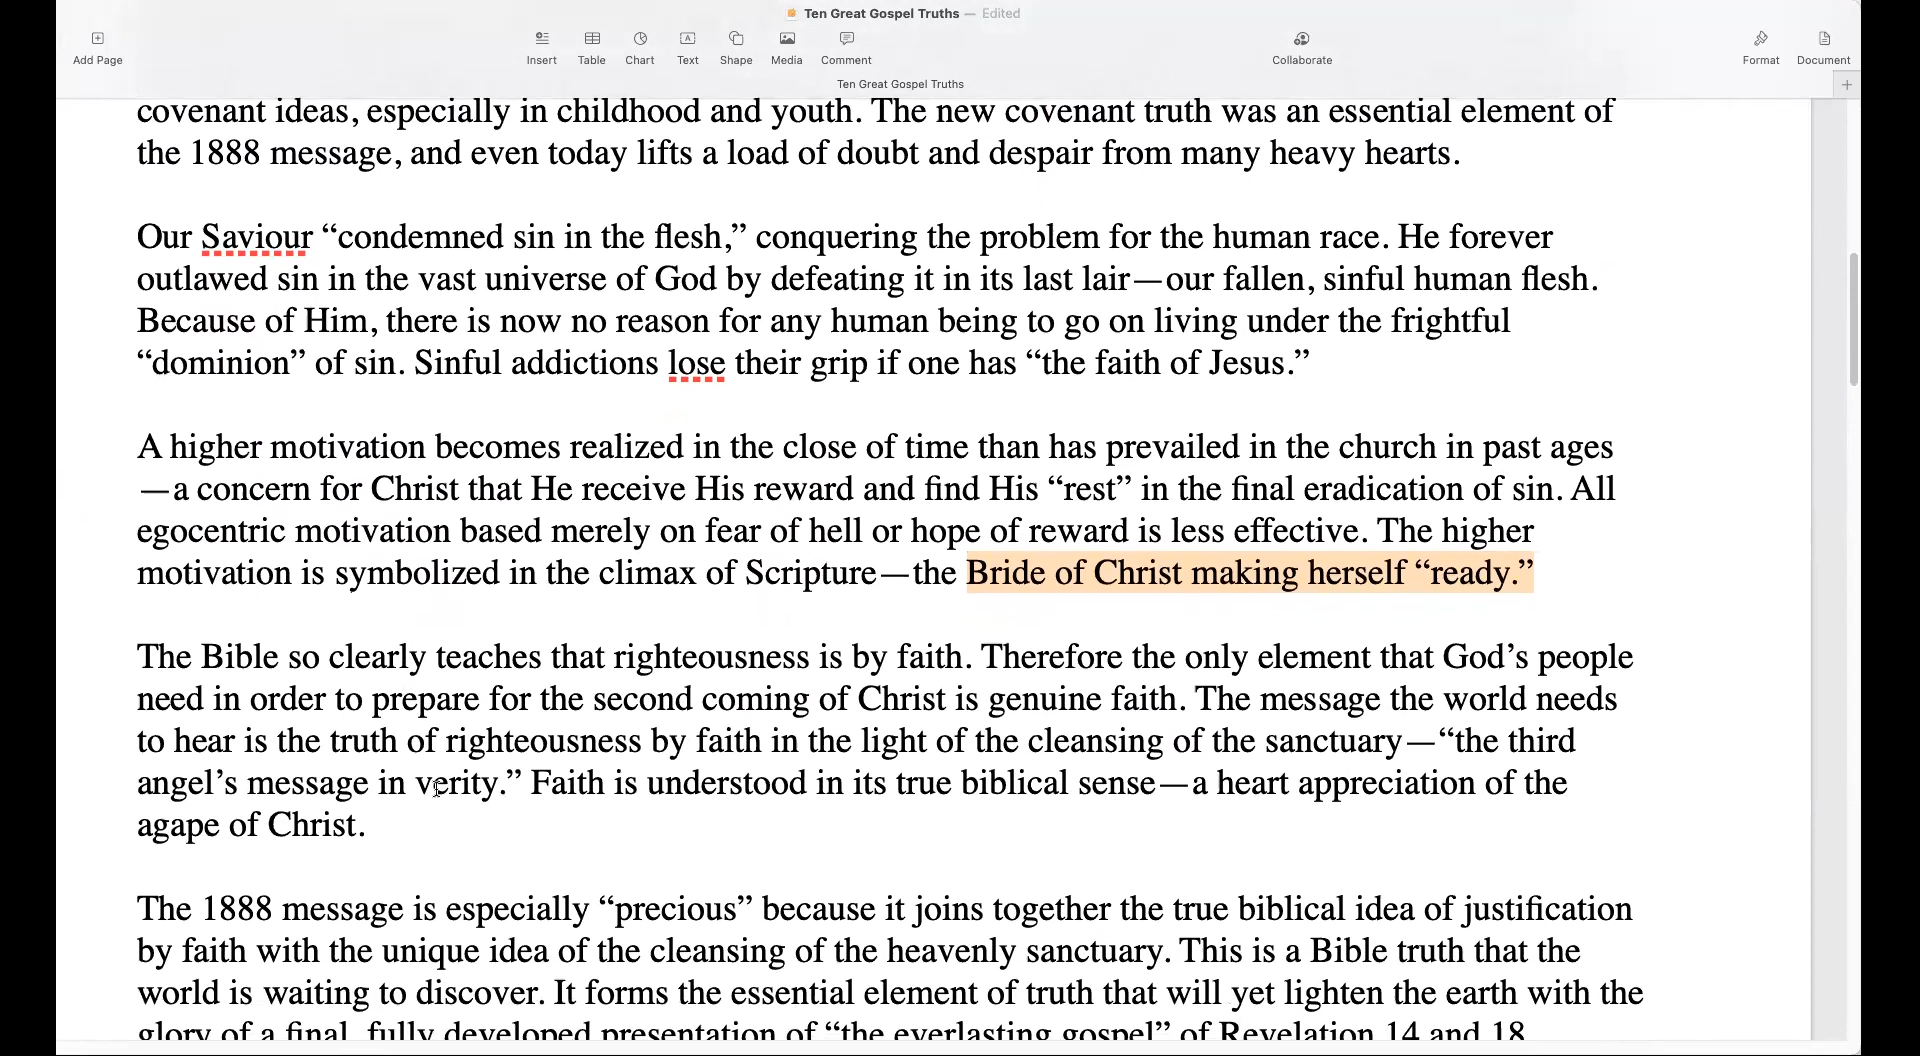 Ten Great Gospel Truths — Edited
Add Page
Insert
Table
Chart
Text
Shape
Media
Comment
Collaborate
Format
Document
Ten Great Gospel Truths
covenant ideas, especially in childhood and youth. The new covenant truth was an essential element of
the 1888 message, and even today lifts a load of doubt and despair from many heavy hearts.
Our Saviour “condemned sin in the flesh,” conquering the problem for the human race. He forever
outlawed sin in the vast universe of God by defeating it in its last lair—our fallen, sinful human flesh.
Because of Him, there is now no reason for any human being to go on living under the frightful
“dominion” of sin. Sinful addictions lose their grip if one has “the faith of Jesus.”
A higher motivation becomes realized in the close of time than has prevailed in the church in past ages
—a concern for Christ that He receive His reward and find His “rest” in the final eradication of sin. All
egocentric motivation based merely on fear of hell or hope of reward is less effective. The higher
motivation is symbolized in the climax of Scripture—the Bride of Christ making herself “ready.”
The Bible so clearly teaches that righteousness is by faith. Therefore the only element that God’s people
need in order to prepare for the second coming of Christ is genuine faith. The message the world needs
to hear is the truth of righteousness by faith in the light of the cleansing of the sanctuary—“the third
angel’s message in verity.” Faith is understood in its true biblical sense—a heart appreciation of the
agape of Christ.
The 1888 message is especially “precious” because it joins together the true biblical idea of justification
by faith with the unique idea of the cleansing of the heavenly sanctuary. This is a Bible truth that the
world is waiting to discover. It forms the essential element of truth that will yet lighten the earth with the
glory of a final, fully developed presentation of “the everlasting gospel” of Revelation 14 and 18.